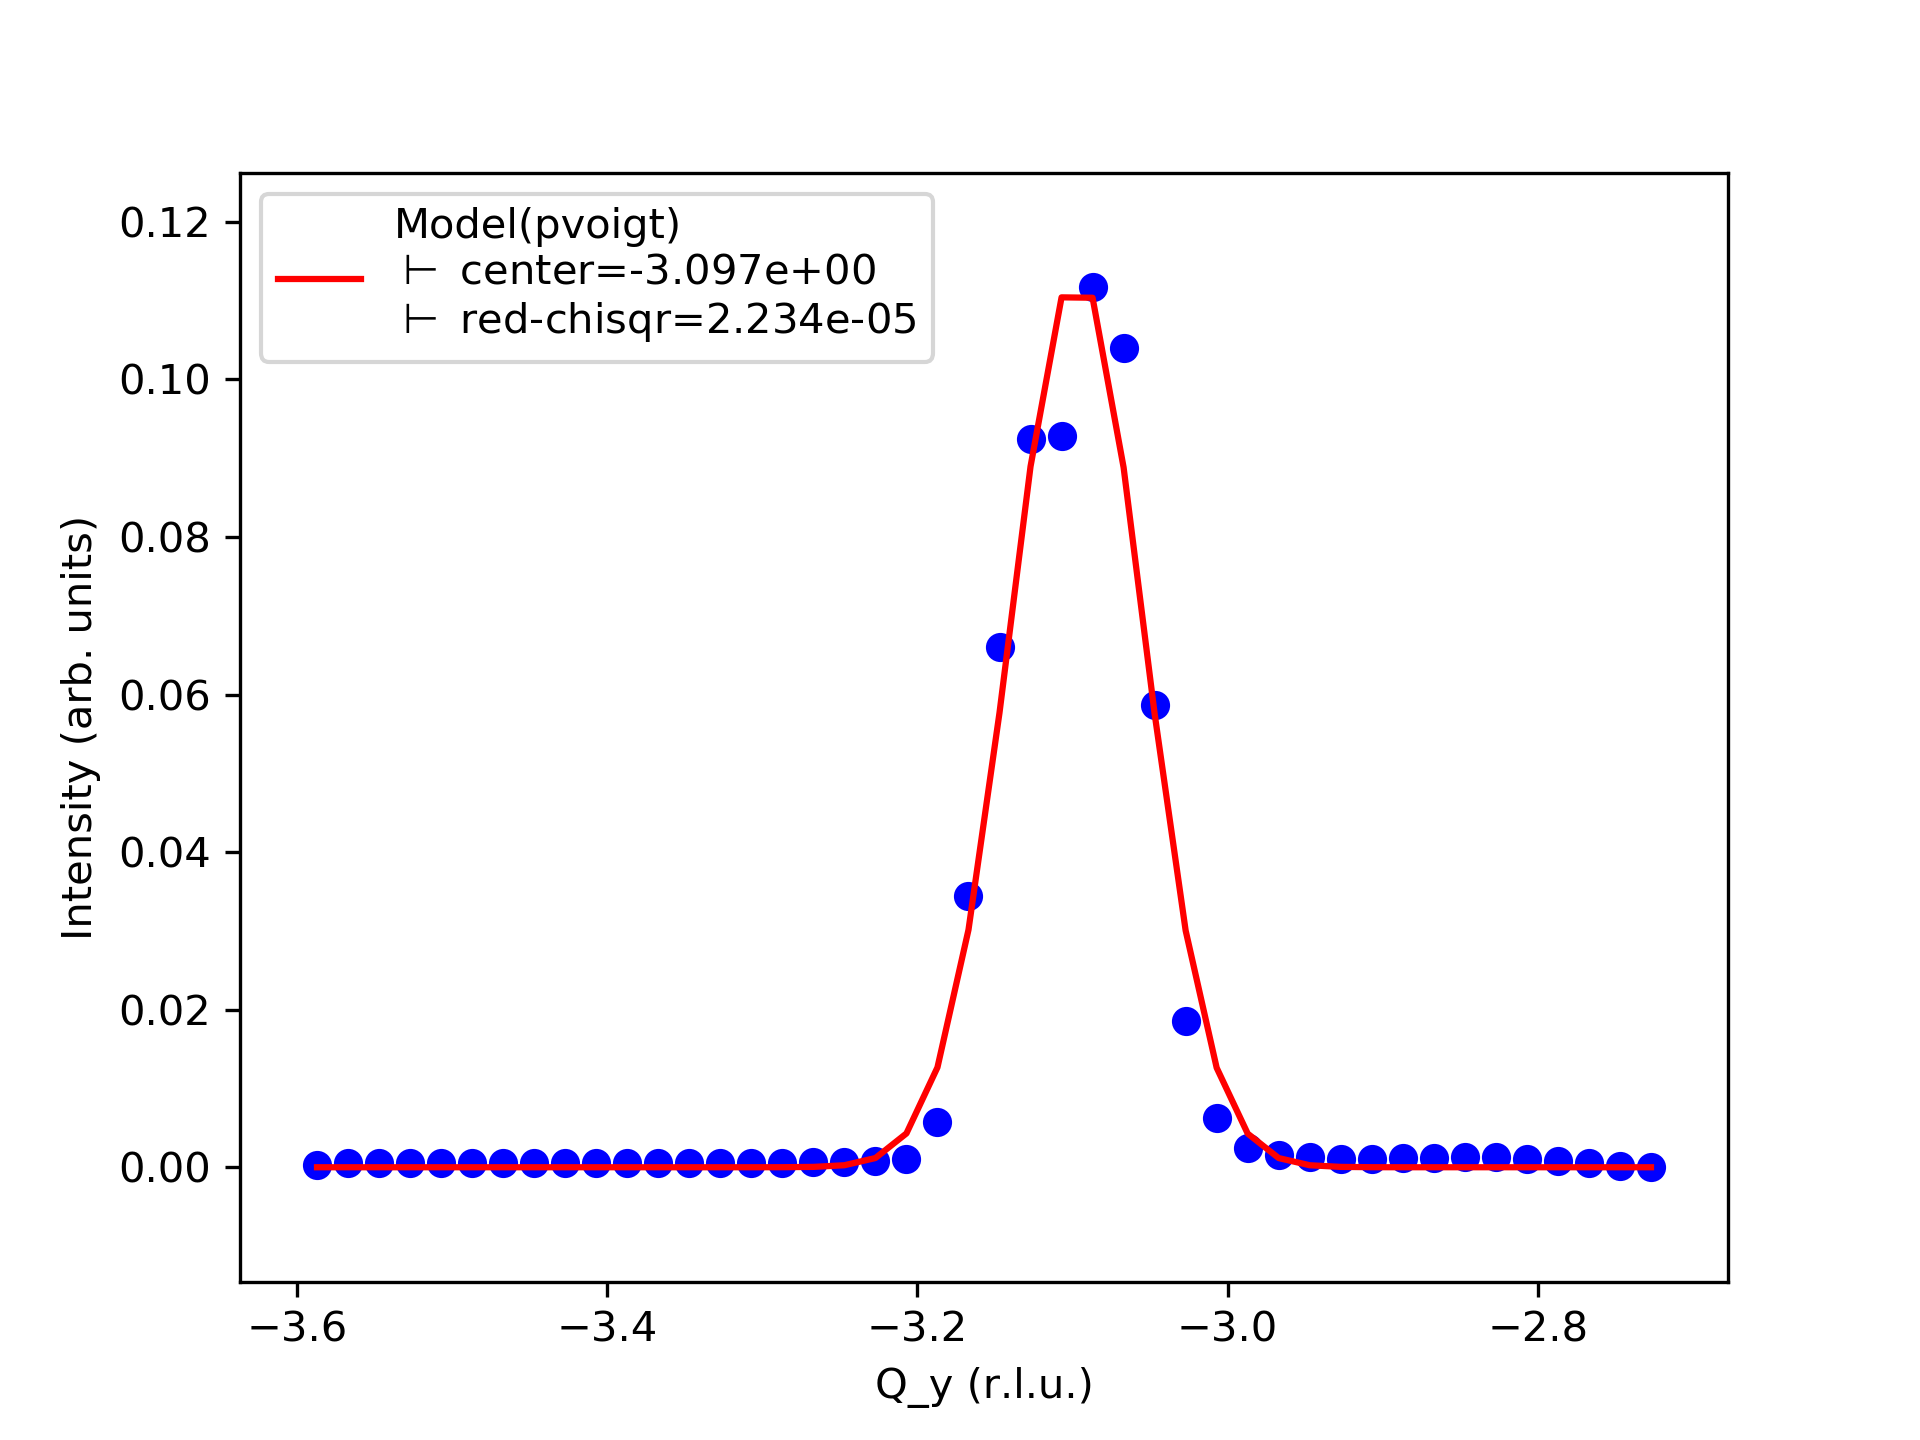 Model(pvoigt)
⊢ center=-3.097e+00
⊢ red-chisqr=2.234e-05
0.12
0.10
0.08
0.06
0.04
0.02
0.00
Intensity (arb. units)
−3.6 −3.4 −3.2 −3.0 −2.8
Q_y (r.l.u.)